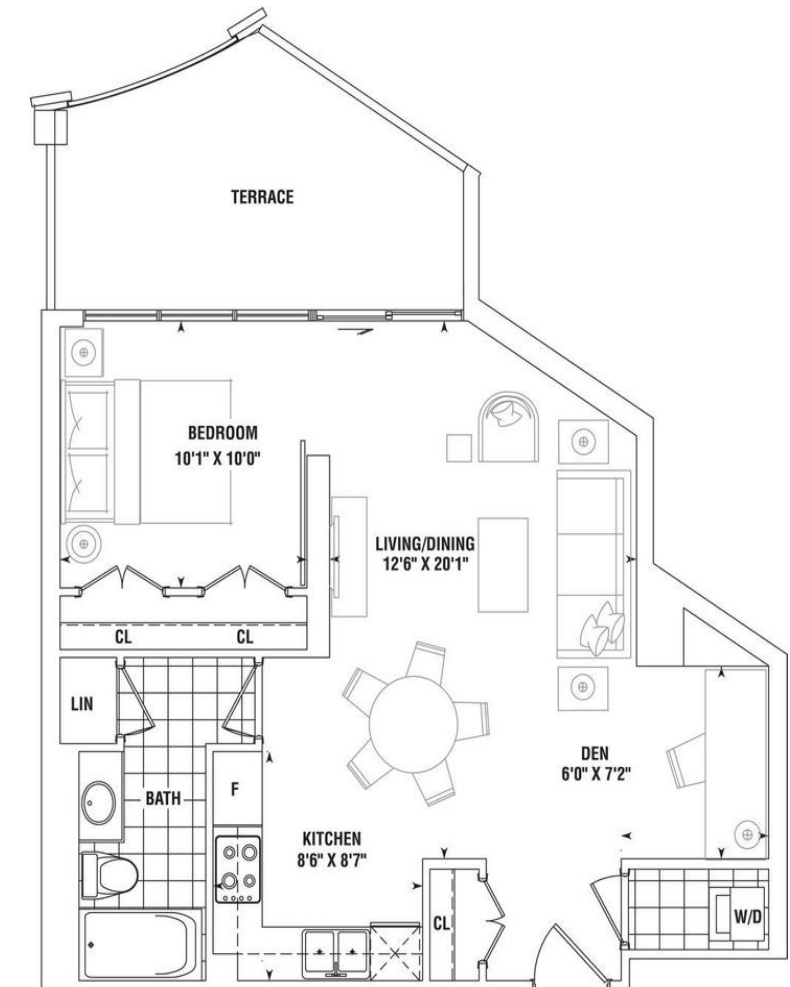 TERRACE
BEDROOM
10'1" X 10'0"
LIVING/DINING
12'6" X 20'1"
CL
CL
LIN
DEN
6'0" X 7'2"
BATH
F
KITCHEN
8'6" X 8'7"
CL
W/D